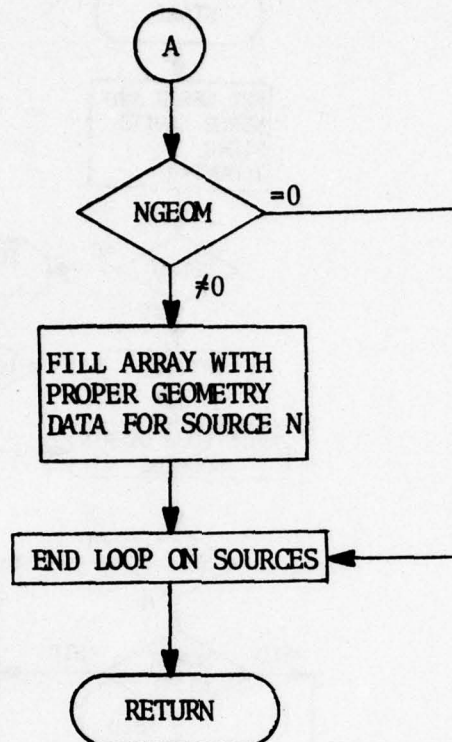 A
NGEOM
=0
≠0
FILL ARRAY WITH
PROPER GEOMETRY
DATA FOR SOURCE N
END LOOP ON SOURCES
RETURN